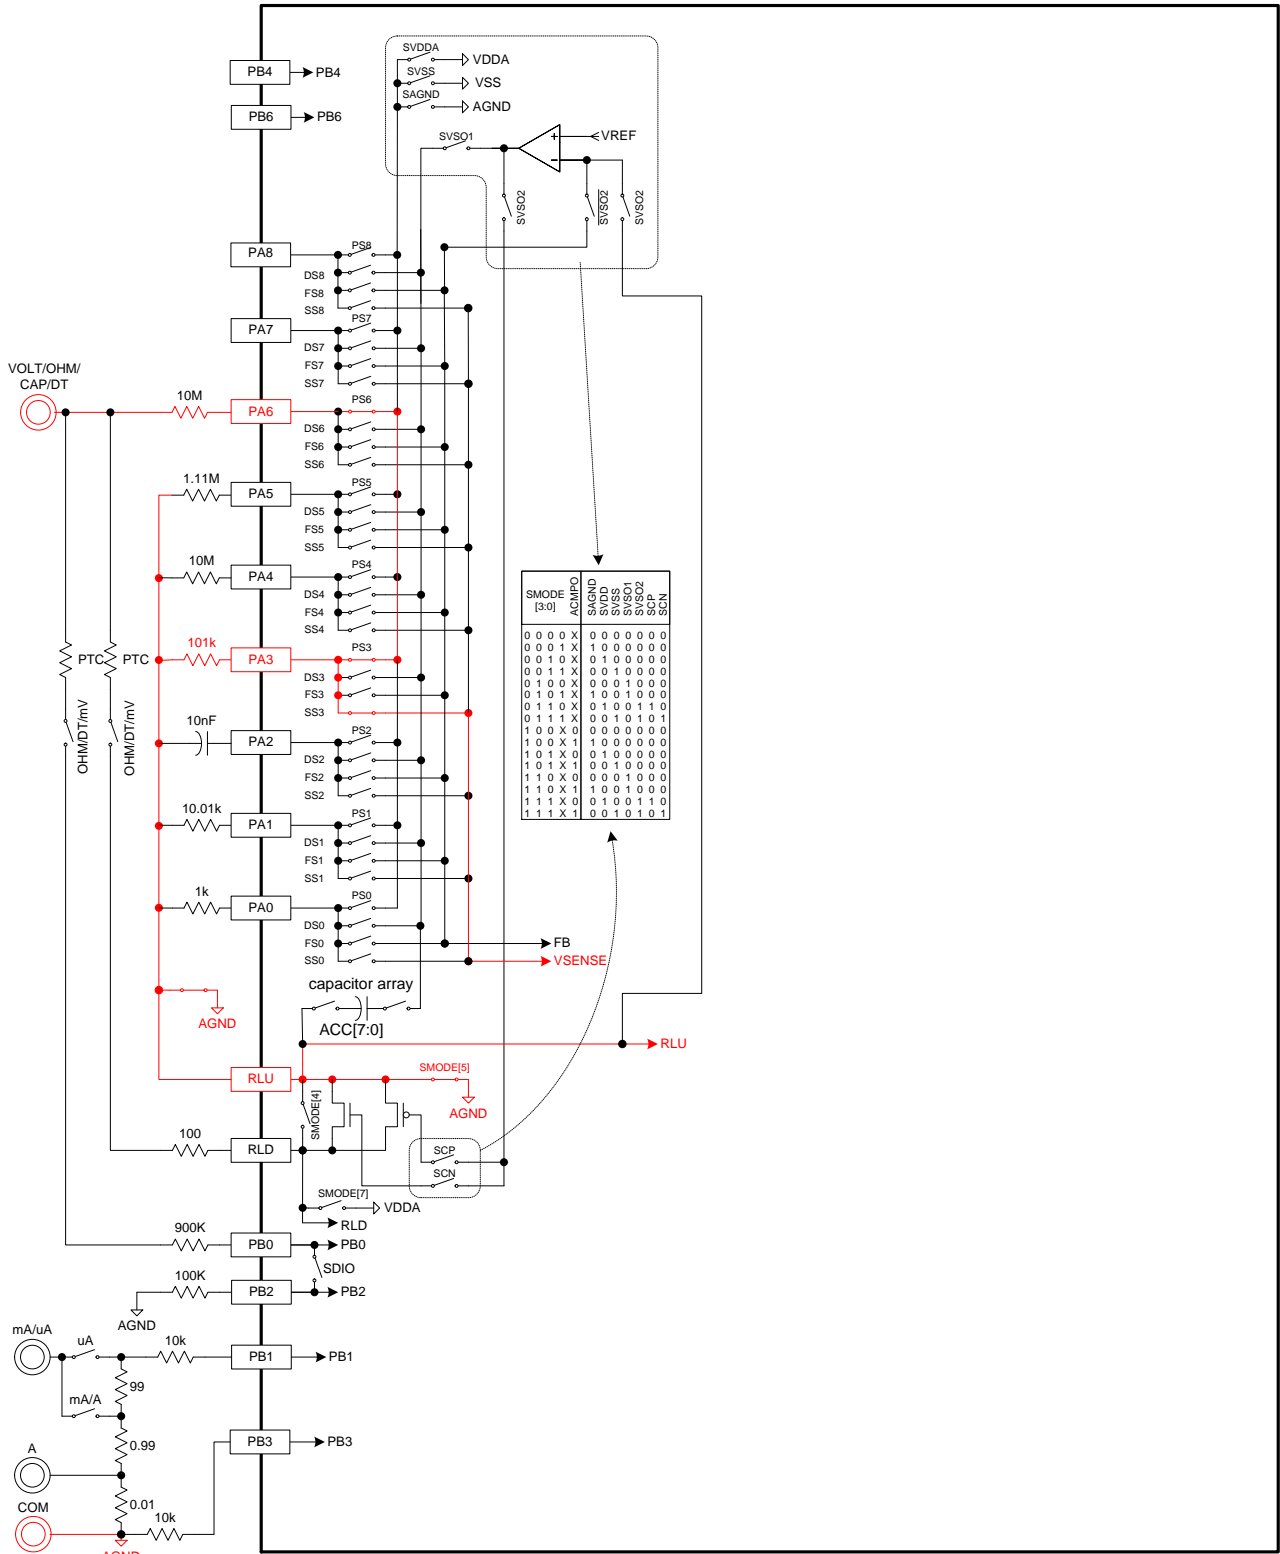 SVDDA
VDDA
SVSS
VSS
SAGND
AGND
PB4
PB4
PB6
PB6
SVSO1
+
-
VREF
SVSO2
SVSO2
SVSO2
PA8
PS8
DS8
FS8
SS8
PA7
PS7
DS7
FS7
SS7
VOLT/OHM/
CAP/DT
10M
PA6
PS6
DS6
FS6
SS6
1.11M
PA5
PS5
DS5
FS5
SS5
10M
PA4
PS4
DS4
FS4
SS4
SMODE
[3:0]
ACMPO
SAGND
SVDD
SVSS
SVSO1
SVSO2
SCP
SCN
0 0 0 0 X 0 0 0 0 0 0 0
0 0 0 1 X 1 0 0 0 0 0 0
0 0 1 0 X 0 1 0 0 0 0 0
0 0 1 1 X 0 0 1 0 0 0 0
0 1 0 0 X 0 0 0 1 0 0 0
0 1 0 1 X 1 0 0 1 0 0 0
0 1 1 0 X 0 1 0 0 1 1 0
0 1 1 1 X 0 0 1 0 1 0 1
1 0 0 X 0 0 0 0 0 0 0 0
1 0 0 X 1 1 0 0 0 0 0 0
1 0 1 X 0 0 1 0 0 0 0 0
1 0 1 X 1 0 0 1 0 0 0 0
1 1 0 X 0 0 0 0 1 0 0 0
1 1 0 X 1 1 0 0 1 0 0 0
1 1 1 X 0 0 1 0 0 1 1 0
1 1 1 X 1 0 0 1 0 1 0 1
PTC
PTC
OHM/DT/mV
OHM/DT/mV
101k
PA3
PS3
DS3
FS3
SS3
10nF
PA2
PS2
DS2
FS2
SS2
10.01k
PA1
PS1
DS1
FS1
SS1
1k
PA0
PS0
DS0
FS0
SS0
FB
VSENSE
capacitor array
ACC[7:0]
AGND
RLU
RLU
SMODE[5]
AGND
SMODE[4]
100
RLD
SCP
SCN
SMODE[7]
VDDA
RLD
900K
PB0
PB0
SDIO
100K
PB2
PB2
AGND
mA/uA
uA
10k
PB1
PB1
99
mA/A
0.99
PB3
PB3
A
0.01
COM
10k
AGND